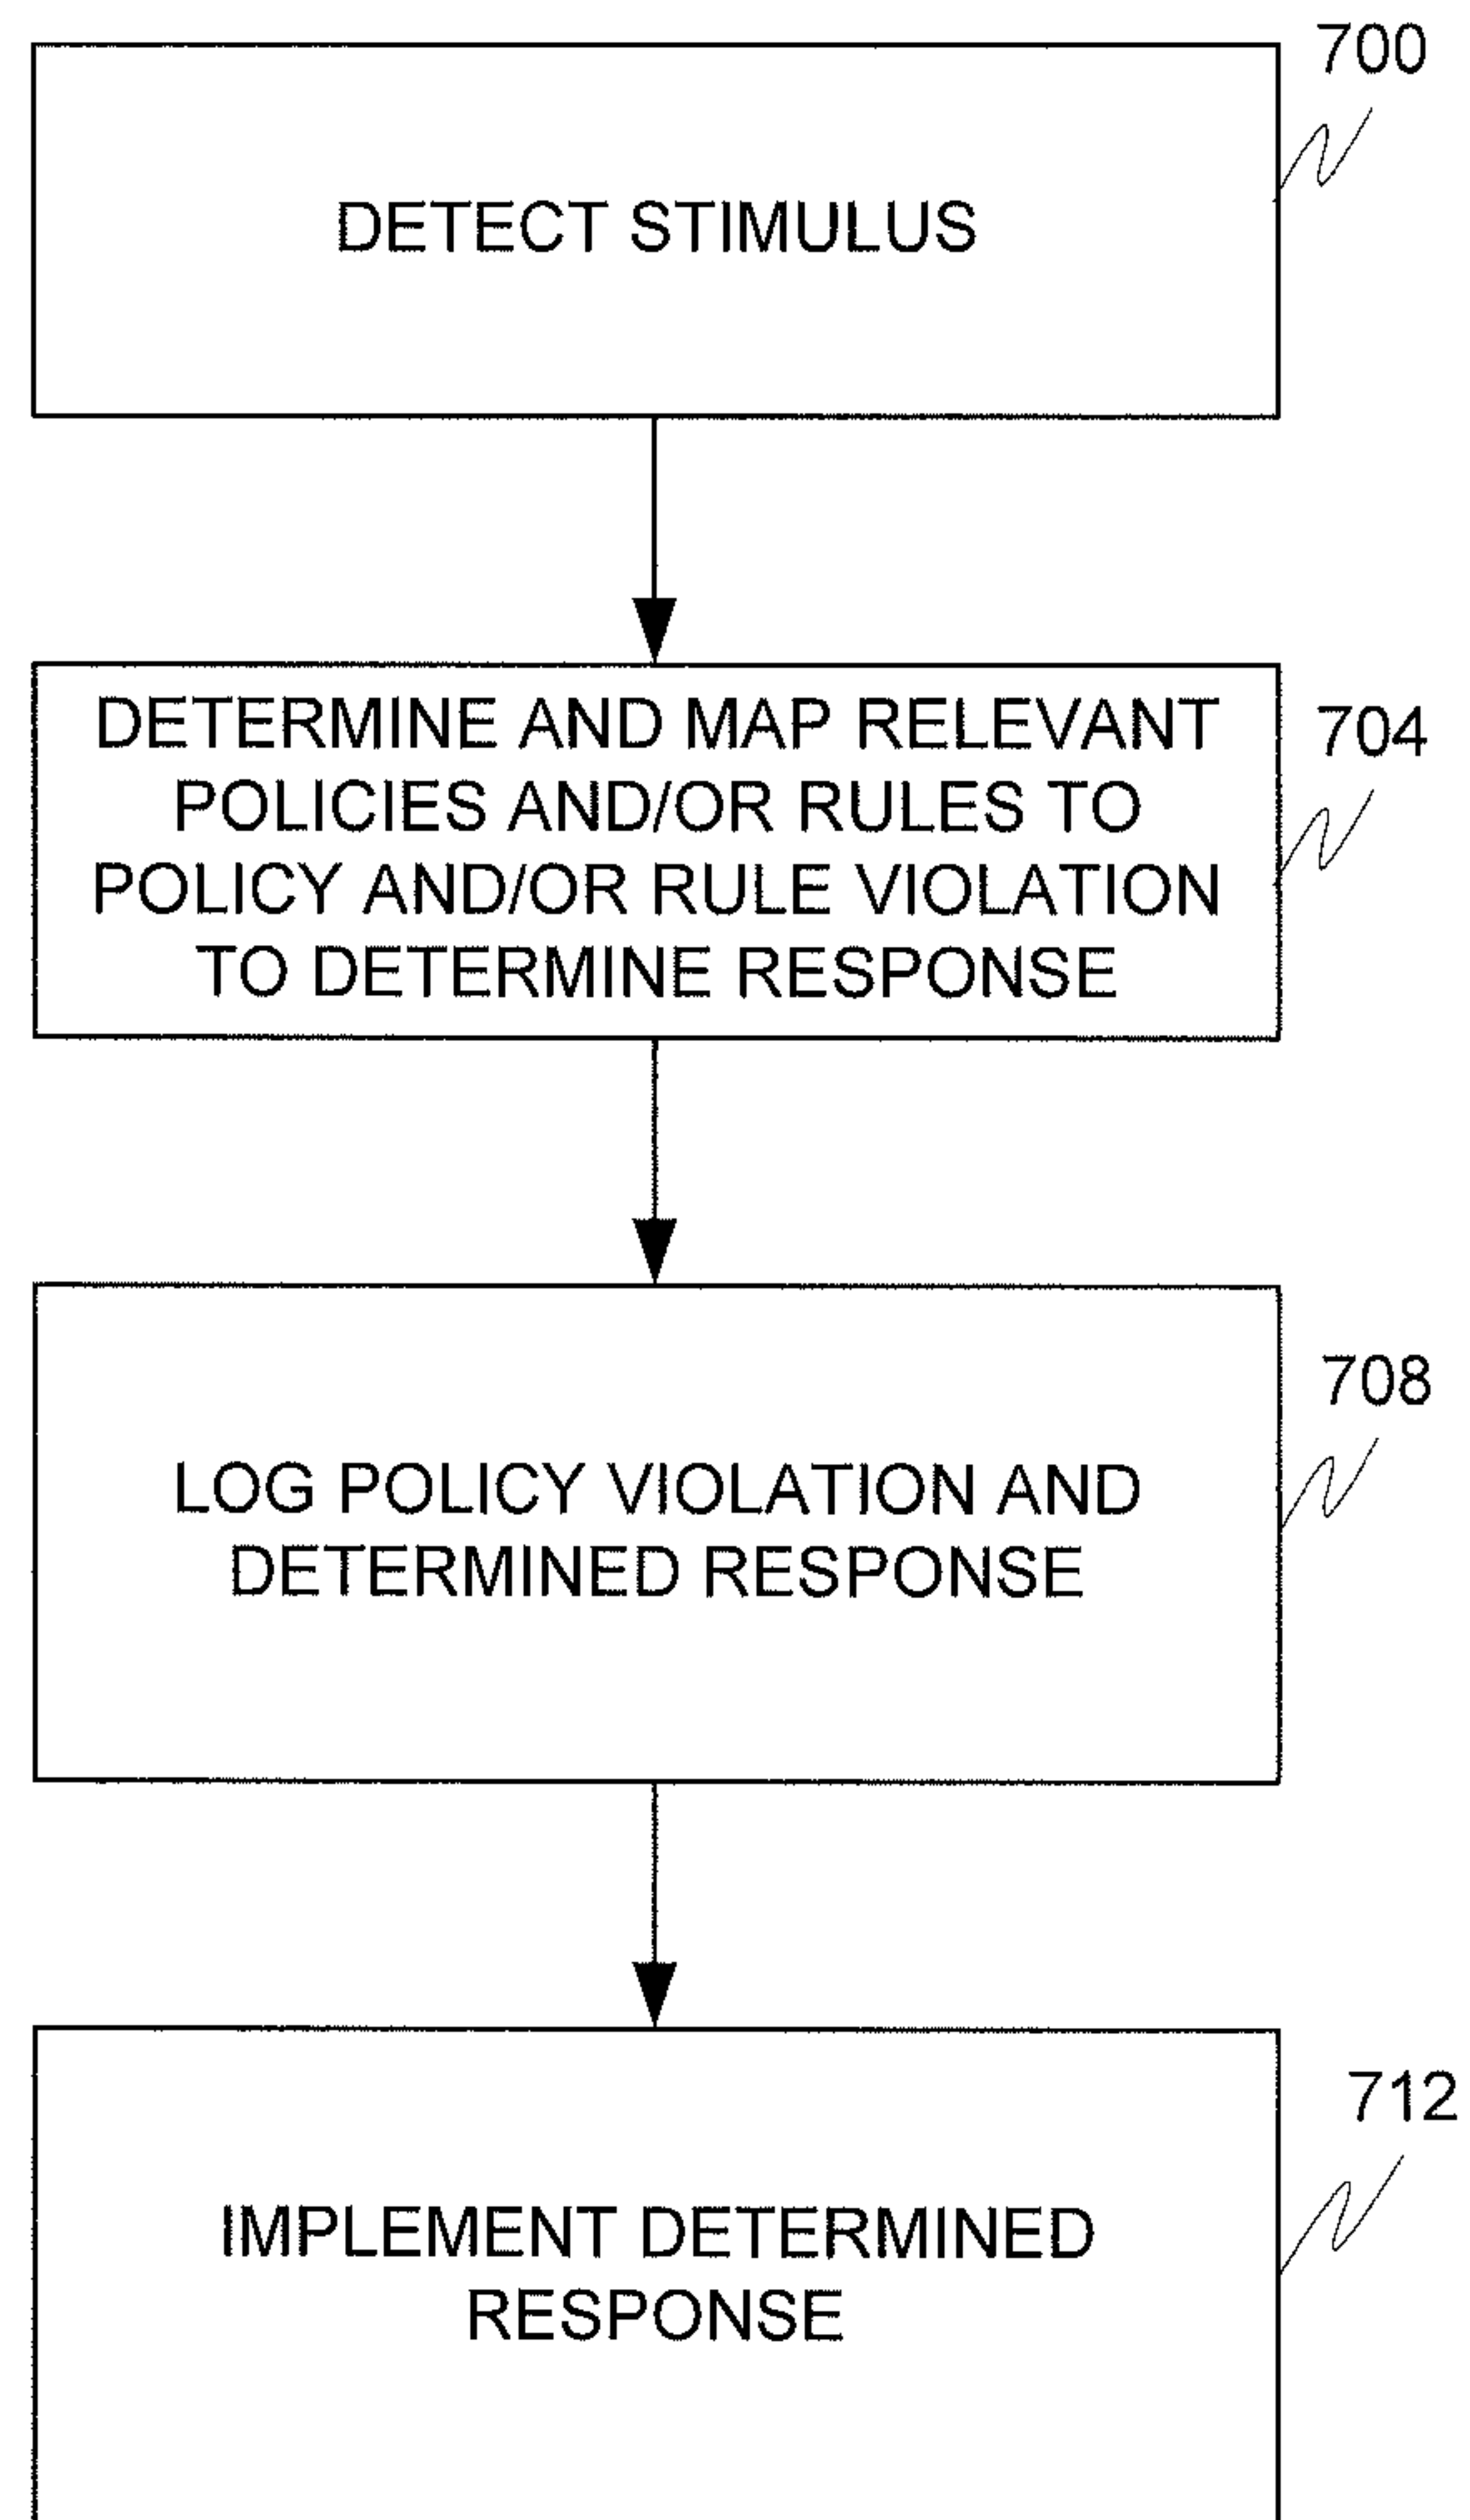 700
DETECT STIMULUS
DETERMINE AND MAP RELEVANT
704
POLICIES AND/OR RULES TO
POLICY AND/OR RULE VIOLATION
TO DETERMINE RESPONSE
708
LOG POLICY VIOLATION AND
DETERMINED RESPONSE
712
IMPLEMENT DETERMINED
RESPONSE